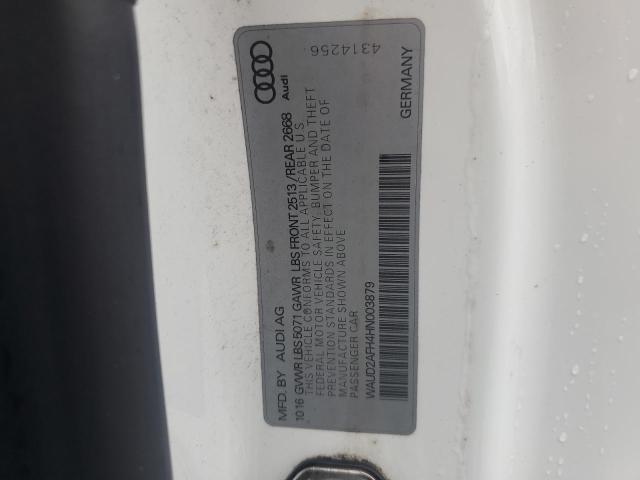 MFD. BY AUDI AG
1016 GVWR LBS 5071 GAWR LBS FRONT 2513 / REAR 2668
THIS VEHICLE CONFORMS TO ALL APPLICABLE U.S.
FEDERAL MOTOR VEHICLE SAFETY, BUMPER AND THEFT
PREVENTION STANDARDS IN EFFECT ON THE DATE OF
MANUFACTURE SHOWN ABOVE
PASSENGER CAR
WAUD2AFH4HN003879
GERMANY
Audi
4314256